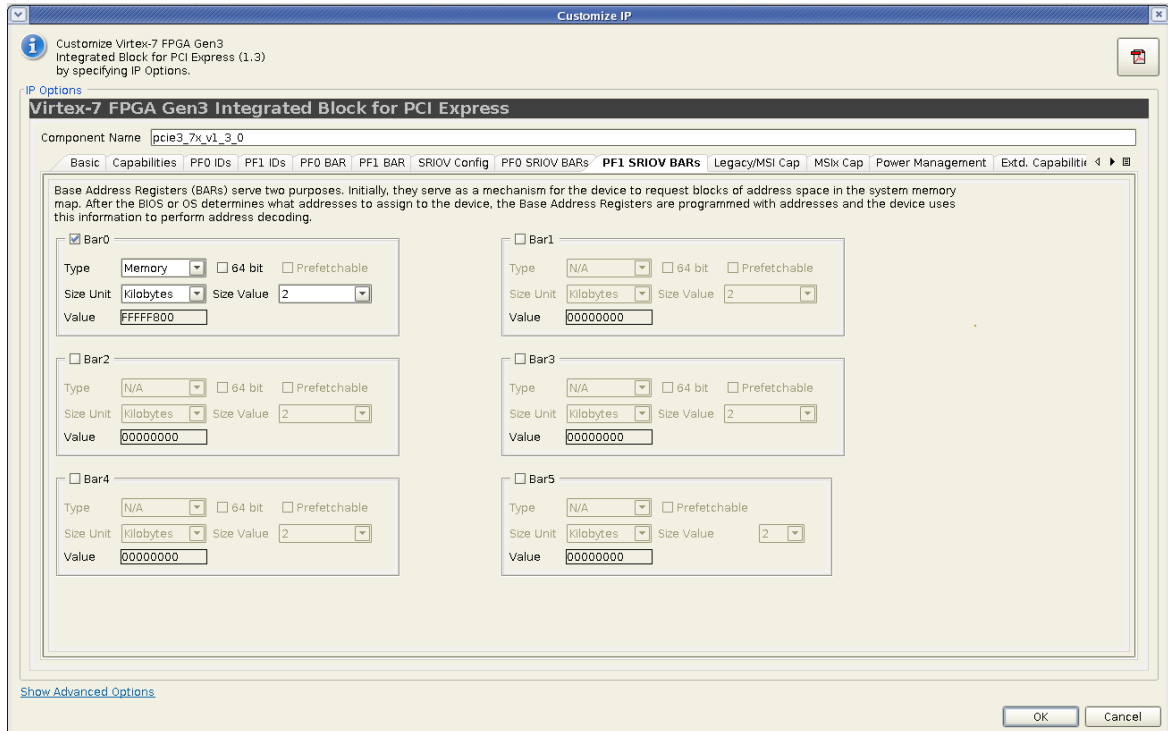 Customize IP
Customize Virtex-7 FPGA Gen3
Integrated Block for PCI Express (1.3)
by specifying IP Options.
IP Options
Virtex-7 FPGA Gen3 Integrated Block for PCI Express
Component Name pcie3_7x_v1_3_0
Basic Capabilities PF0 IDs PF1 IDs PF0 BAR PF1 BAR SRIOV Config PF0 SRIOV BARs PF1 SRIOV BARs Legacy/MSI Cap MSIx Cap Power Management Extd. Capabilitie
Base Address Registers (BARs) serve two purposes. Initially, they serve as a mechanism for the device to request blocks of address space in the system memory
map. After the BIOS or OS determines what addresses to assign to the device, the Base Address Registers are programmed with addresses and the device uses
this information to perform address decoding.
Bar0
Type Memory 64 bit Prefetchable
Size Unit Kilobytes Size Value 2
Value FFFFF800
Bar1
Type N/A 64 bit Prefetchable
Size Unit Kilobytes Size Value 2
Value 00000000
Bar2
Type N/A 64 bit Prefetchable
Size Unit Kilobytes Size Value 2
Value 00000000
Bar3
Type N/A 64 bit Prefetchable
Size Unit Kilobytes Size Value 2
Value 00000000
Bar4
Type N/A 64 bit Prefetchable
Size Unit Kilobytes Size Value 2
Value 00000000
Bar5
Type N/A Prefetchable
Size Unit Kilobytes Size Value 2
Value 00000000
Show Advanced Options
OK Cancel